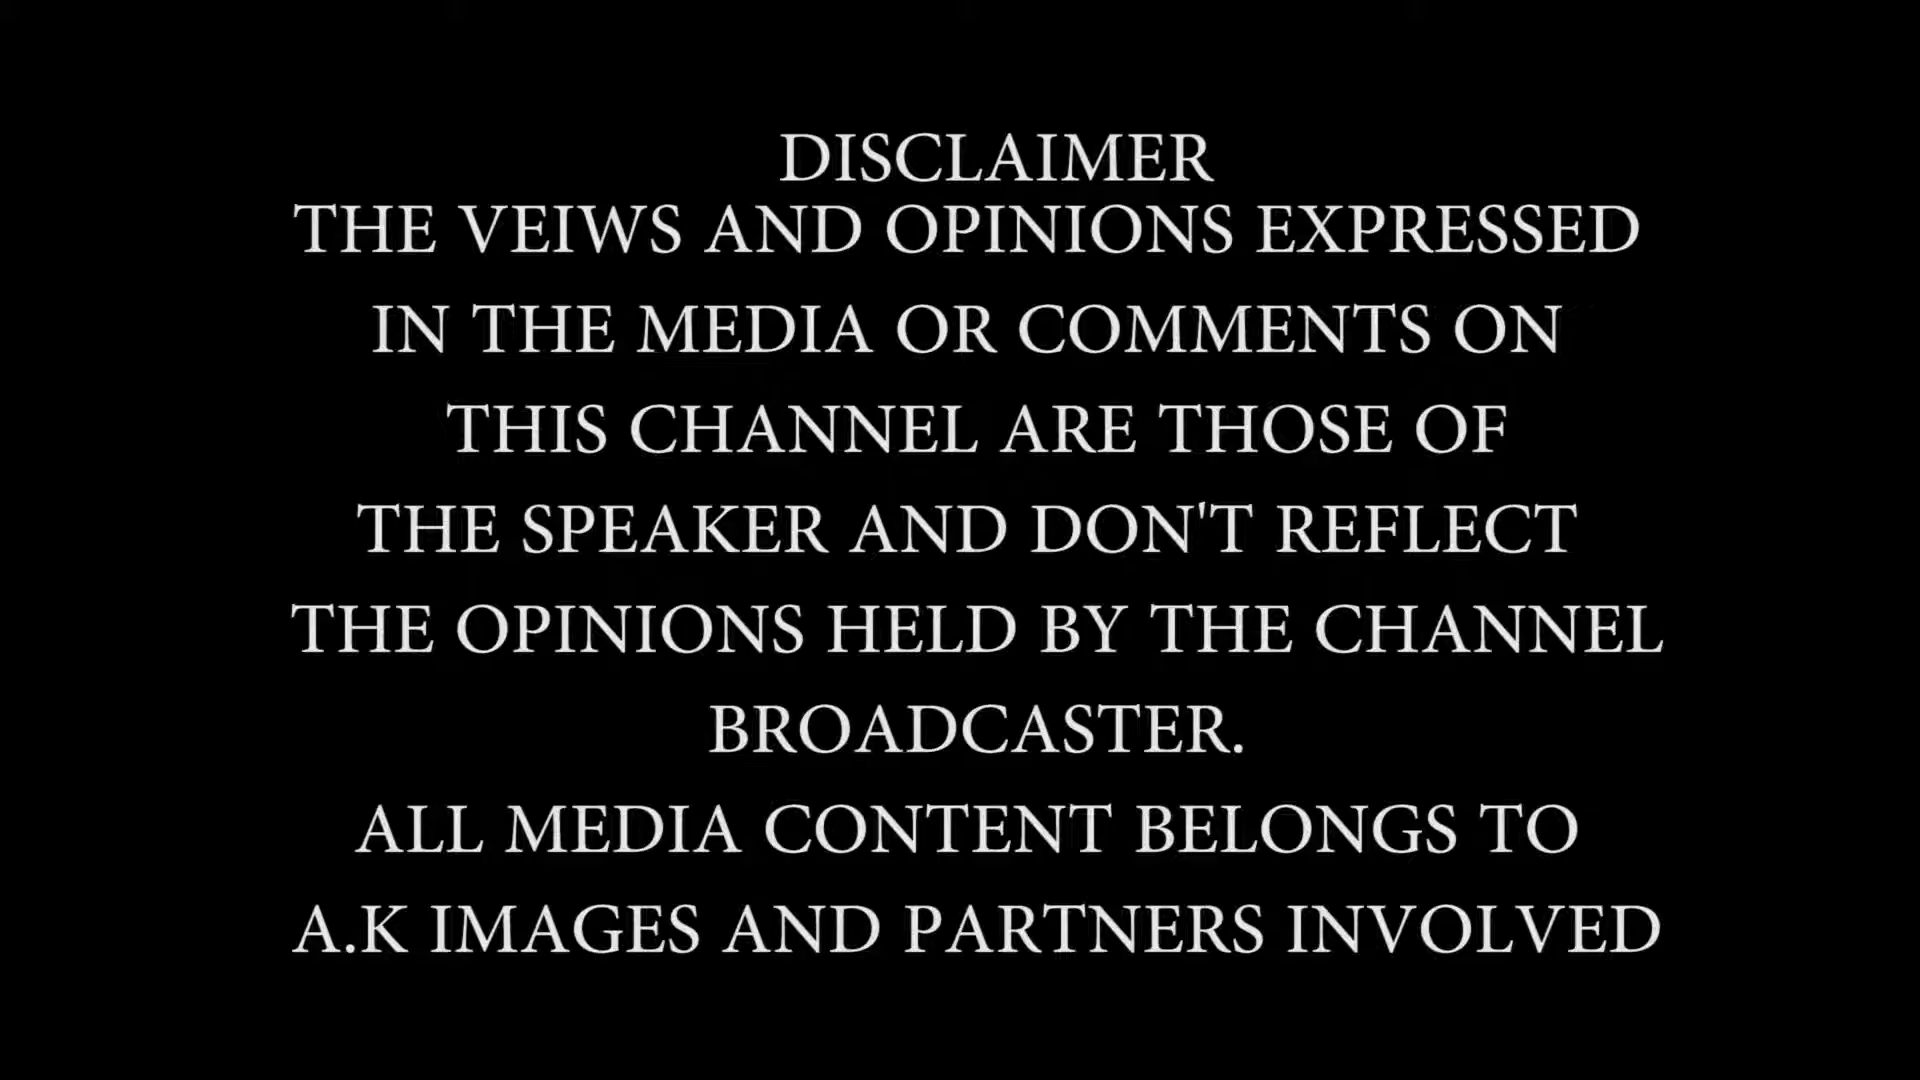 DISCLAIMER
THE VEIWS AND OPINIONS EXPRESSED
IN THE MEDIA OR COMMENTS ON
THIS CHANNEL ARE THOSE OF
THE SPEAKER AND DON'T REFLECT
THE OPINIONS HELD BY THE CHANNEL
BROADCASTER.
ALL MEDIA CONTENT BELONGS TO
A.K IMAGES AND PARTNERS INVOLVED